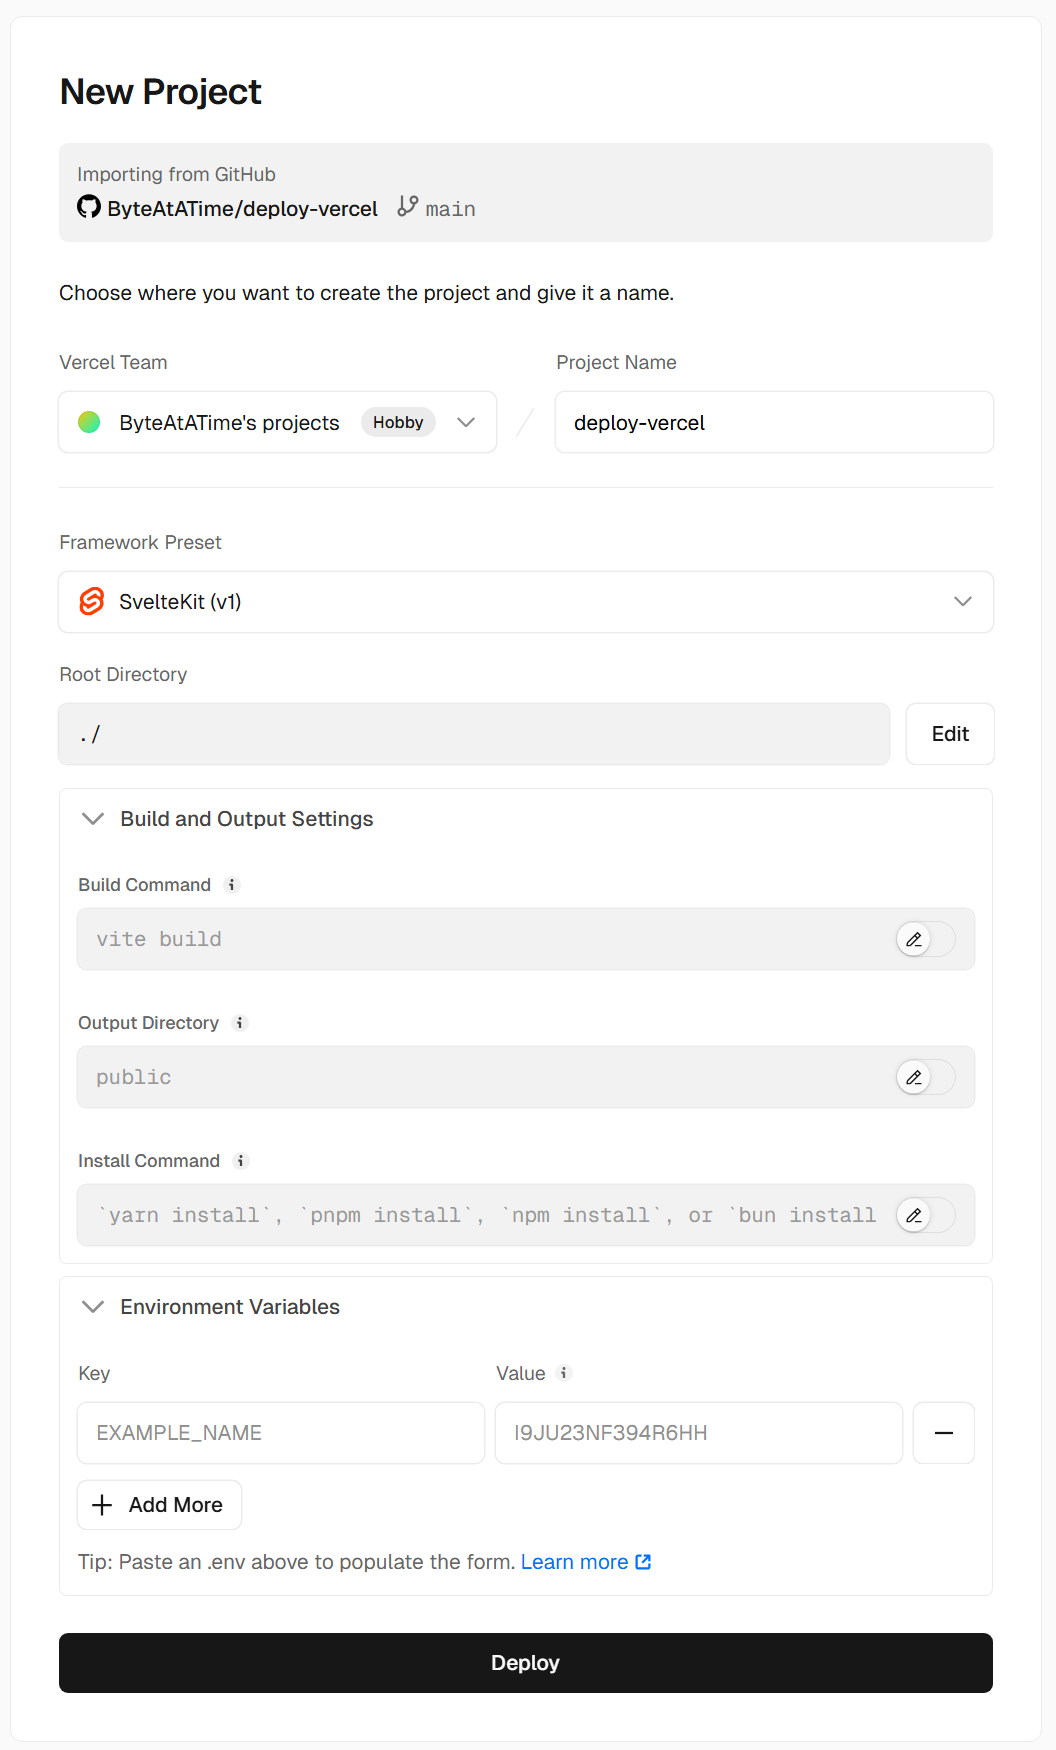 New Project
Importing from GitHub
ByteAtATime/deploy-vercel main
Choose where you want to create the project and give it a name.
Vercel Team
Project Name
ByteAtATime's projects Hobby
/
deploy-vercel
Framework Preset
SvelteKit (v1)
Root Directory
./
Edit
Build and Output Settings
Build Command
vite build
Output Directory
public
Install Command
`yarn install`, `pnpm install`, `npm install`, or `bun install
Environment Variables
Key
Value
EXAMPLE_NAME
I9JU23NF394R6HH
Add More
Tip: Paste an .env above to populate the form. Learn more
Deploy